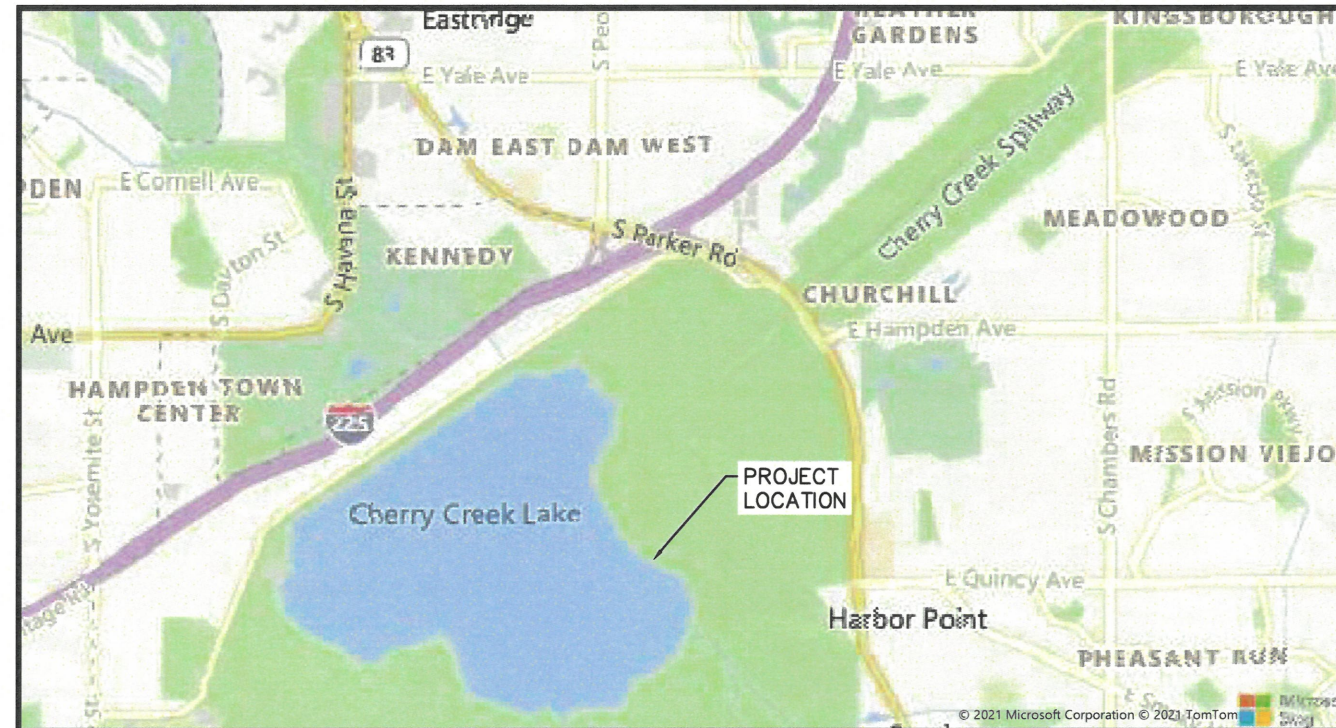 Eastridge
GARDENS
KINGSBOROUGH
83
E Yale Ave
S Peo
E Yale Ave
E Yale Ave
DAM EAST DAM WEST
Cherry Creek Spillway
PDEN
E Cornell Ave
S Havana St
S Dayton St
KENNEDY
S Parker Rd
MEADOWOOD
CHURCHILL
Ave
E Hampden Ave
HAMPDEN TOWN
CENTER
225
S Mission Pkwy
S Chambers Rd
MISSION VIEJO
PROJECT
LOCATION
Cherry Creek Lake
S Yosemite St
E Quincy Ave
Harbor Point
PHEASANT RUN
St
© 2021 Microsoft Corporation © 2021 TomTom